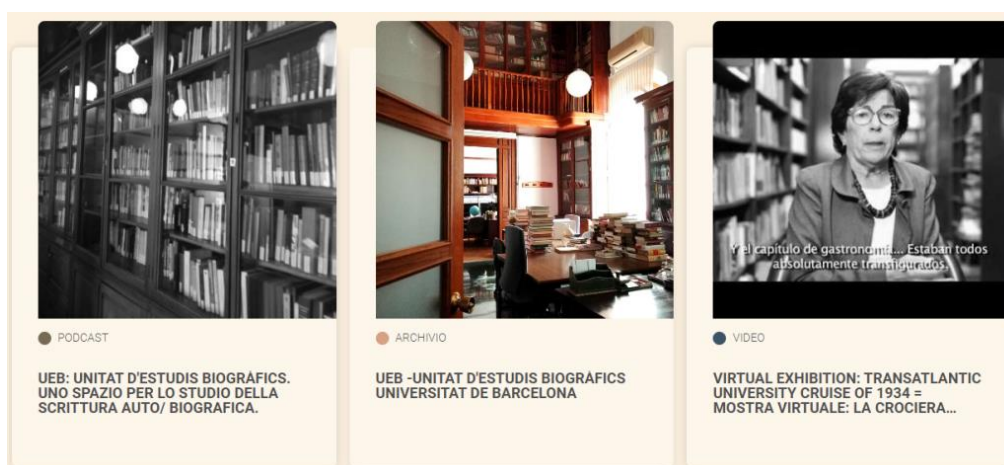 Y el capítulo de gastronomía... Estaban todos
absolutamente transfigurados.
PODCAST
UEB: UNITAT D'ESTUDIS BIOGRÀFICS.
UNO SPAZIO PER LO STUDIO DELLA
SCRITTURA AUTO/ BIOGRAFICA.
ARCHIVIO
UEB -UNITAT D'ESTUDIS BIOGRÀFICS
UNIVERSITAT DE BARCELONA
VIDEO
VIRTUAL EXHIBITION: TRANSATLANTIC
UNIVERSITY CRUISE OF 1934 =
MOSTRA VIRTUALE: LA CROCIERA...